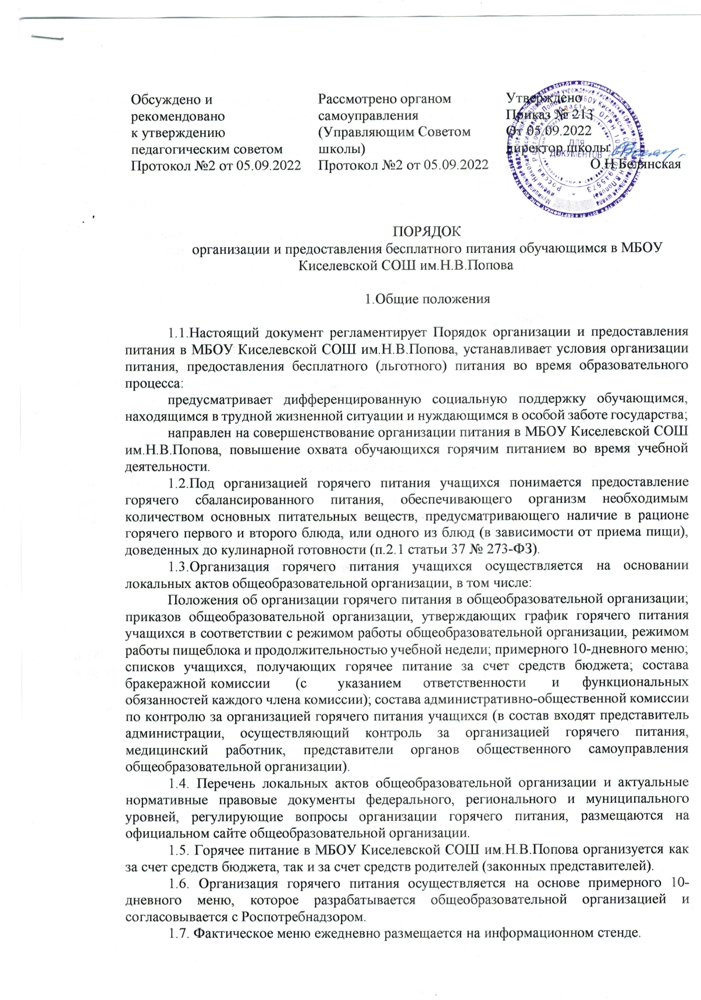 Обсуждено и
рекомендовано
к утверждению
педагогическим советом
Протокол №2 от 05.09.2022
Рассмотрено органом
самоуправления
(Управляющим Советом
школы)
Протокол №2 от 05.09.2022
Утверждено
Приказ № 213
От 05.09.2022
директор школы
О.Н.Белянская
ДЛЯ
ДОКУМЕНТОВ
ПОРЯДОК
организации и предоставления бесплатного питания обучающимся в МБОУ
Киселевской СОШ им.Н.В.Попова
1.Общие положения
1.1.Настоящий документ регламентирует Порядок организации и предоставления
питания в МБОУ Киселевской СОШ им.Н.В.Попова, устанавливает условия организации
питания, предоставления бесплатного (льготного) питания во время образовательного
процесса:
предусматривает дифференцированную социальную поддержку обучающимся,
находящимся в трудной жизненной ситуации и нуждающимся в особой заботе государства;
направлен на совершенствование организации питания в МБОУ Киселевской СОШ
им.Н.В.Попова, повышение охвата обучающихся горячим питанием во время учебной
деятельности.
1.2.Под организацией горячего питания учащихся понимается предоставление
горячего сбалансированного питания, обеспечивающего организм необходимым
количеством основных питательных веществ, предусматривающего наличие в рационе
горячего первого и второго блюда, или одного из блюд (в зависимости от приема пищи),
доведенных до кулинарной готовности (п.2.1 статьи 37 № 273-ФЗ).
1.3.Организация горячего питания учащихся осуществляется на основании
локальных актов общеобразовательной организации, в том числе:
Положения об организации горячего питания в общеобразовательной организации;
приказов общеобразовательной организации, утверждающих график горячего питания
учащихся в соответствии с режимом работы общеобразовательной организации, режимом
работы пищеблока и продолжительностью учебной недели; примерного 10-дневного меню;
списков учащихся, получающих горячее питание за счет средств бюджета; состава
бракеражной комиссии (с указанием ответственности и функциональных
обязанностей каждого члена комиссии); состава административно-общественной комиссии
по контролю за организацией горячего питания учащихся (в состав входят представитель
администрации, осуществляющий контроль за организацией горячего питания,
медицинский работник, представители органов общественного самоуправления
общеобразовательной организации).
1.4. Перечень локальных актов общеобразовательной организации и актуальные
нормативные правовые документы федерального, регионального и муниципального
уровней, регулирующие вопросы организации горячего питания, размещаются на
официальном сайте общеобразовательной организации.
1.5. Горячее питание в МБОУ Киселевской СОШ им.Н.В.Попова организуется как
за счет средств бюджета, так и за счет средств родителей (законных представителей).
1.6. Организация горячего питания осуществляется на основе примерного 10-
дневного меню, которое разрабатывается общеобразовательной организацией и
согласовывается с Роспотребнадзором.
1.7. Фактическое меню ежедневно размещается на информационном стенде.